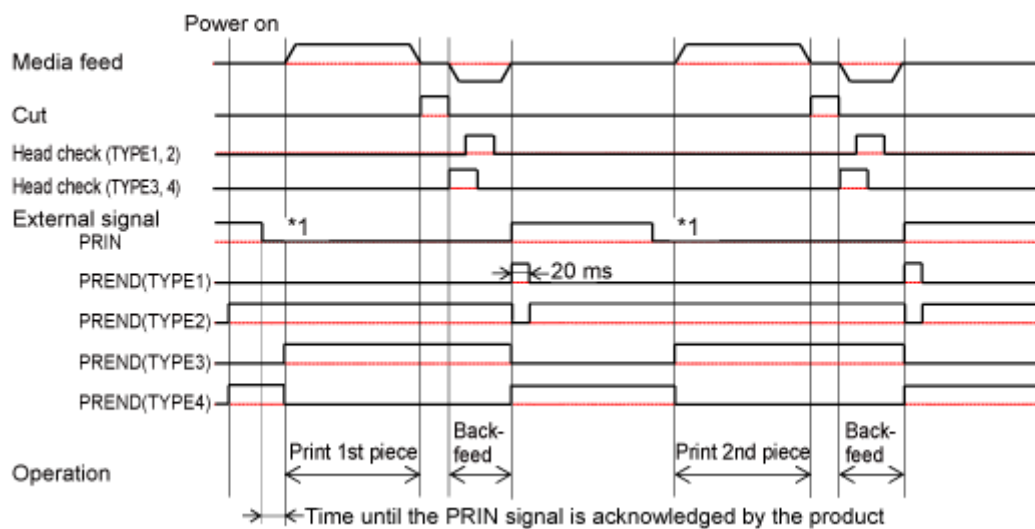 Power on
Media feed
Cut
Head check (TYPE1, 2)
Head check (TYPE3, 4)
External signal
*1 *1
PRIN
20 ms
PREND(TYPE1)
PREND(TYPE2)
PREND(TYPE3)
PREND(TYPE4)
Print 1st piece
Back-
feed
Print 2nd piece
Back-
feed
Operation
Time until the PRIN signal is acknowledged by the product